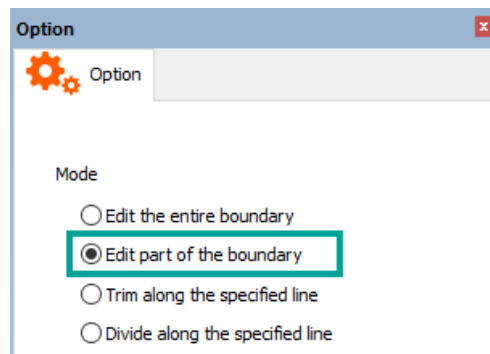 Option
Option
Mode
Edit the entire boundary
Edit part of the boundary
Trim along the specified line
Divide along the specified line